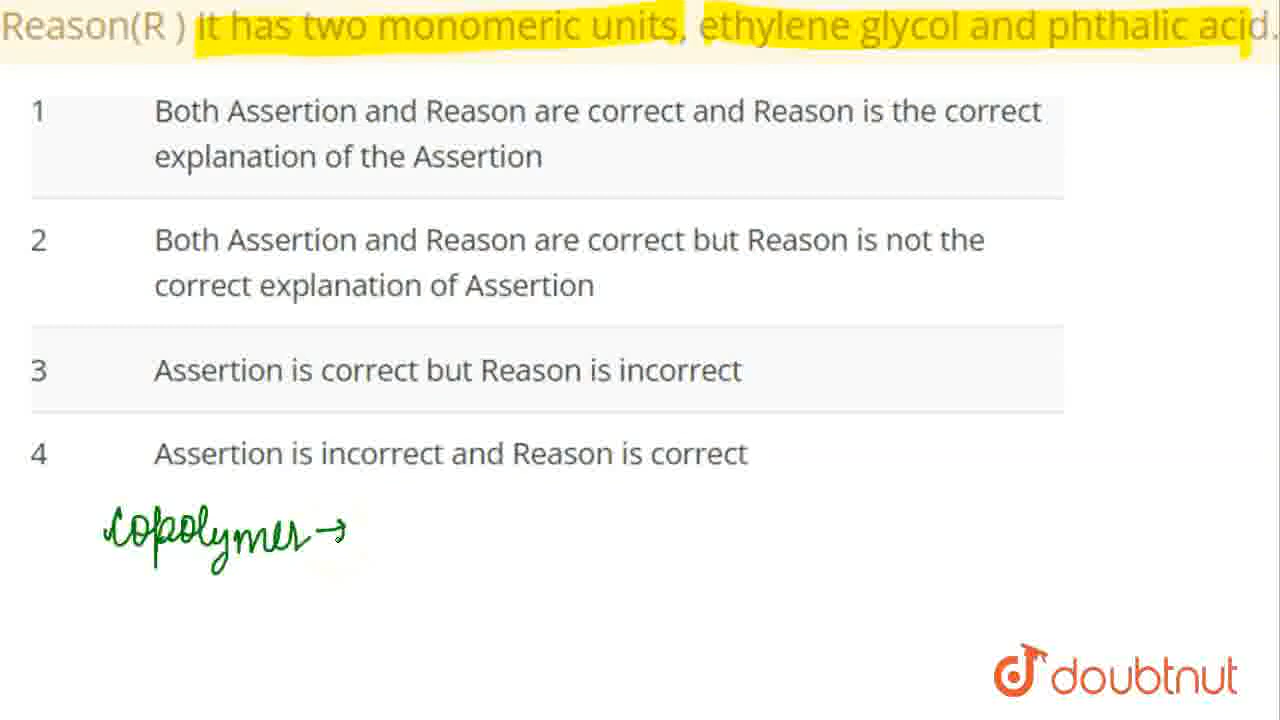 Reason(R ) It has two monomeric units, ethylene glycol and phthalic acid.
1 Both Assertion and Reason are correct and Reason is the correct
explanation of the Assertion
2 Both Assertion and Reason are correct but Reason is not the
correct explanation of Assertion
3 Assertion is correct but Reason is incorrect
4 Assertion is incorrect and Reason is correct
copolymer →
doubtnut